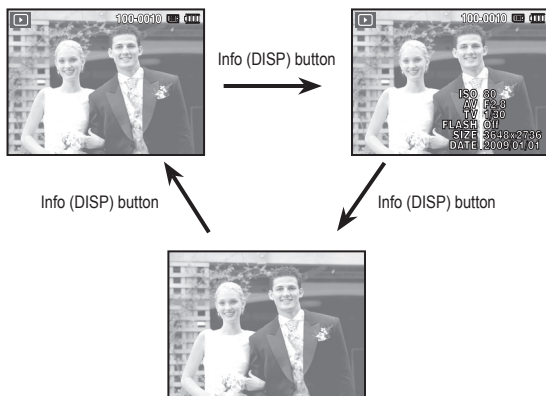 100-0010
100-0010
Info (DISP) button
ISO 80
AV F2.8
TV 1/30
FLASH Off
SIZE 3648x2736
DATE 2009/01/01
Info (DISP) button
Info (DISP) button